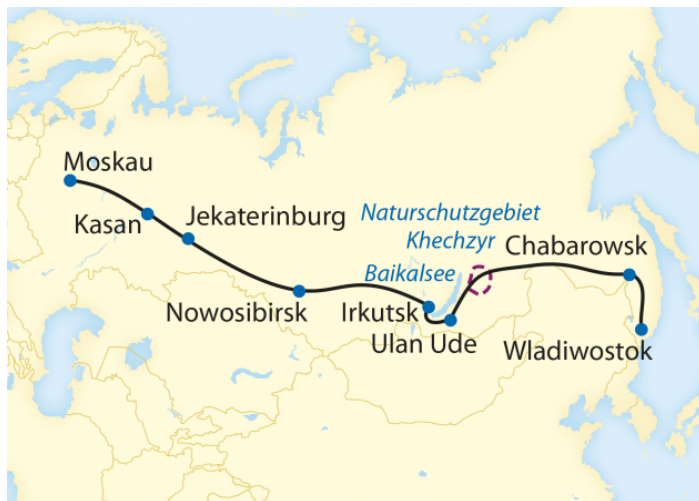 Moskau
Kasan
Jekaterinburg
Naturschutzgebiet
Khechzyr
Chabarowsk
Baikalsee
Nowosibirsk
Irkutsk
Ulan Ude
Wladiwostok